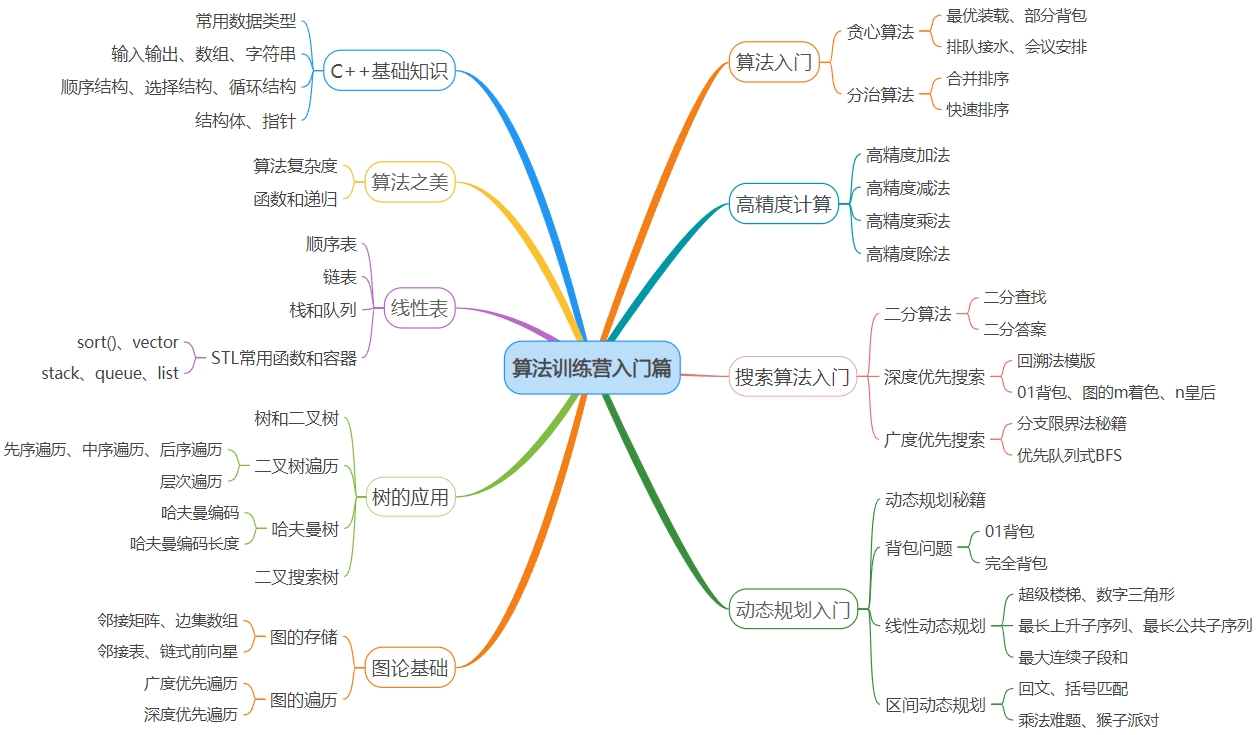 算法训练营入门篇
C++基础知识
常用数据类型
输入输出、数组、字符串
顺序结构、选择结构、循环结构
结构体、指针
算法之美
算法复杂度
函数和递归
线性表
顺序表
链表
栈和队列
STL常用函数和容器
sort()、vector
stack、queue、list
树的应用
树和二叉树
二叉树遍历
先序遍历、中序遍历、后序遍历
层次遍历
哈夫曼树
哈夫曼编码
哈夫曼编码长度
二叉搜索树
图论基础
图的存储
邻接矩阵、边集数组
邻接表、链式前向星
图的遍历
广度优先遍历
深度优先遍历
算法入门
贪心算法
最优装载、部分背包
排队接水、会议安排
分治算法
合并排序
快速排序
高精度计算
高精度加法
高精度减法
高精度乘法
高精度除法
搜索算法入门
二分算法
二分查找
二分答案
深度优先搜索
回溯法模版
01背包、图的m着色、n皇后
广度优先搜索
分支限界法秘籍
优先队列式BFS
动态规划入门
动态规划秘籍
背包问题
01背包
完全背包
线性动态规划
超级楼梯、数字三角形
最长上升子序列、最长公共子序列
最大连续子段和
区间动态规划
回文、括号匹配
乘法难题、猴子派对